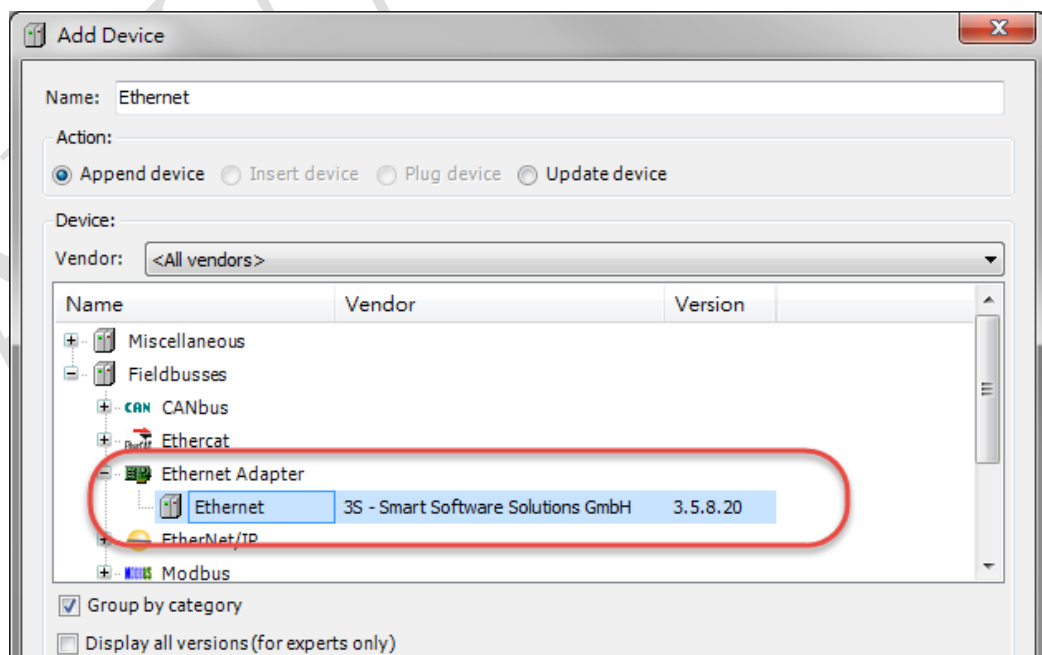 Add Device
Name: Ethernet
Action:
Append device Insert device Plug device Update device
Device:
Vendor: <All vendors>
Name Vendor Version
Miscellaneous
Fieldbusses
CAN CANbus
Ethercat
Ethernet Adapter
Ethernet 3S - Smart Software Solutions GmbH 3.5.8.20
EtherNet/IP
Modbus
Group by category
Display all versions (for experts only)